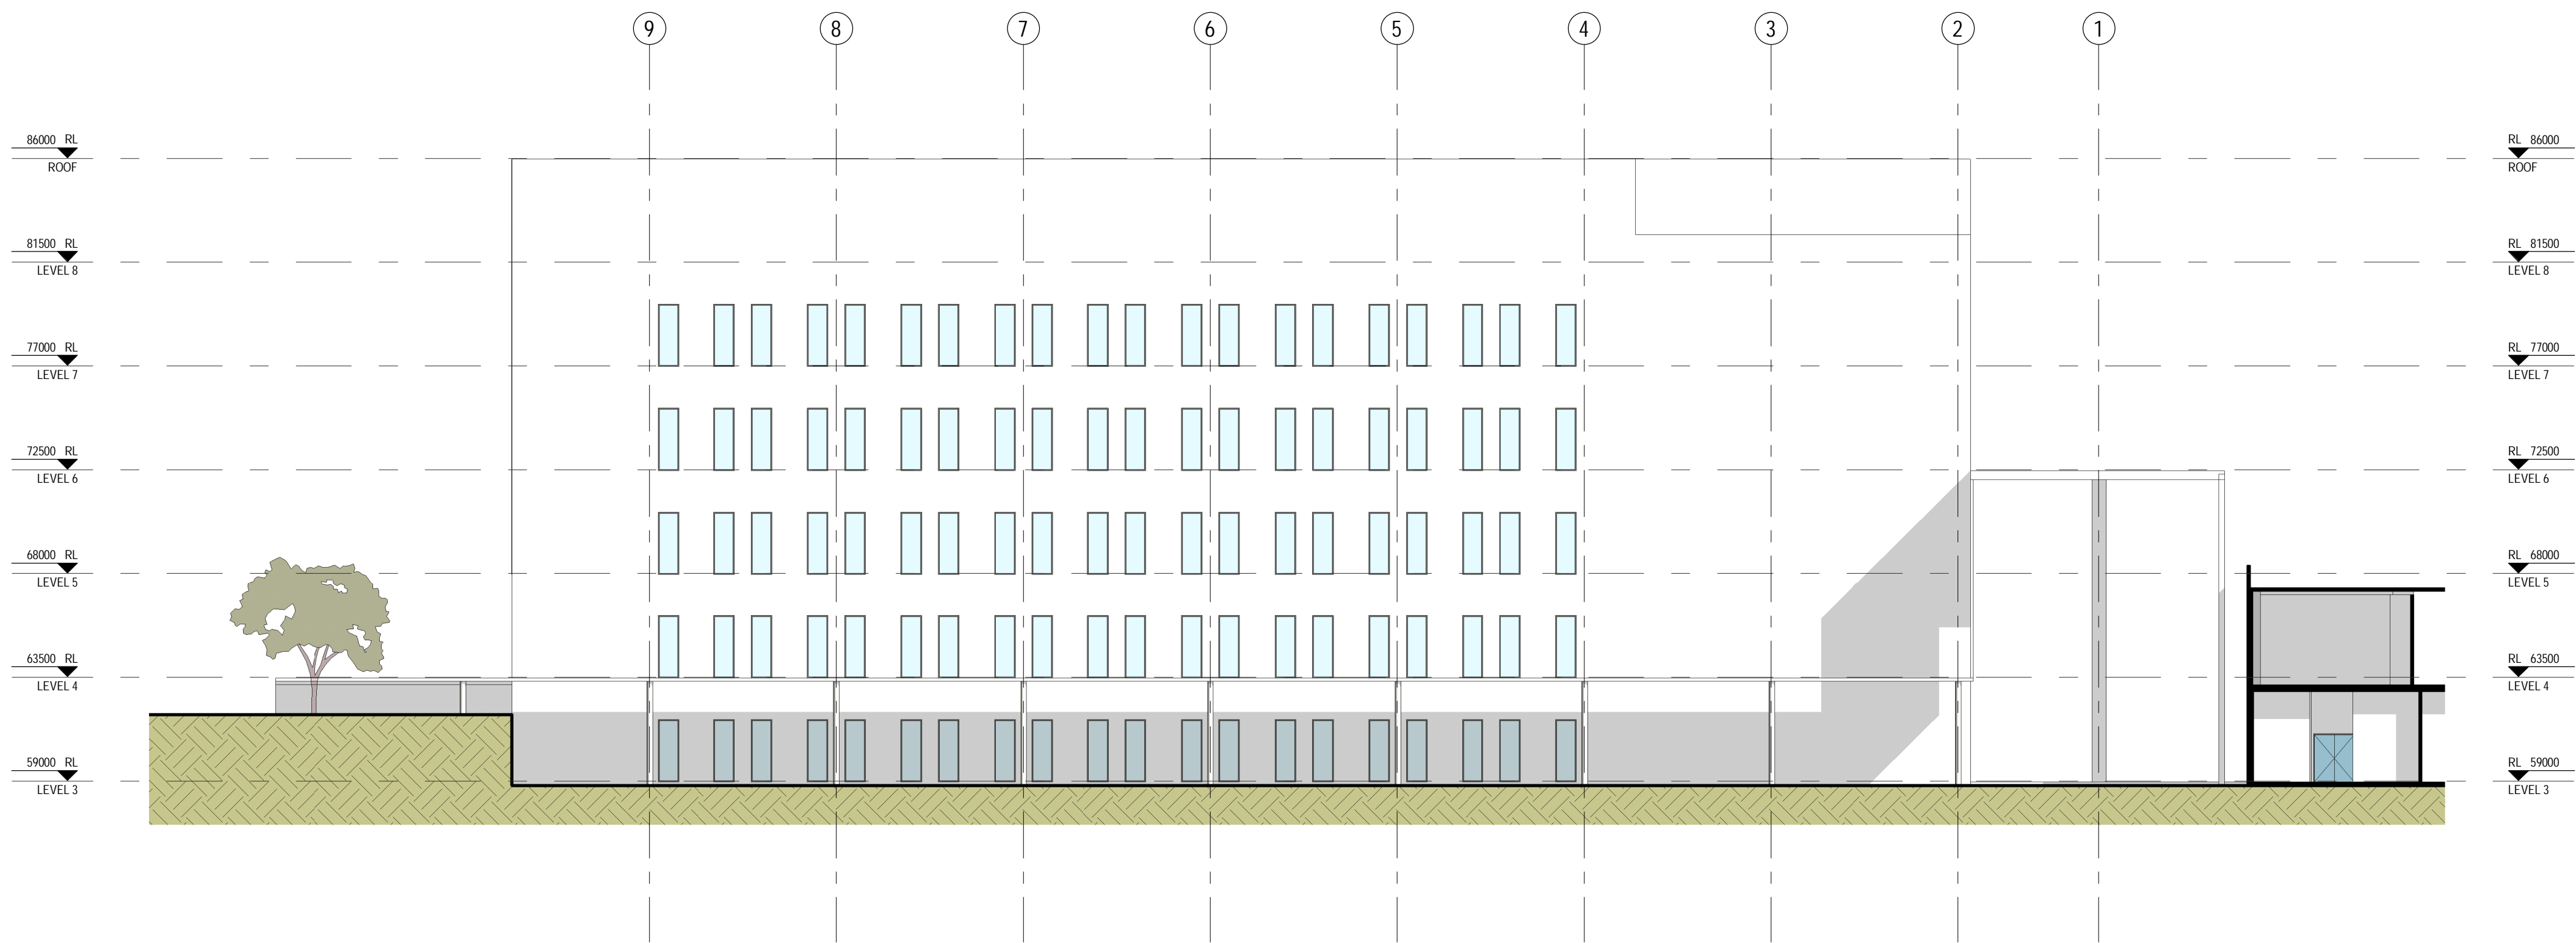 9 8 7 6 5 4 3 2 1
86000 RL
ROOF
RL 86000
ROOF
81500 RL
LEVEL 8
RL 81500
LEVEL 8
77000 RL
LEVEL 7
RL 77000
LEVEL 7
72500 RL
LEVEL 6
RL 72500
LEVEL 6
68000 RL
LEVEL 5
RL 68000
LEVEL 5
63500 RL
LEVEL 4
RL 63500
LEVEL 4
59000 RL
LEVEL 3
RL 59000
LEVEL 3